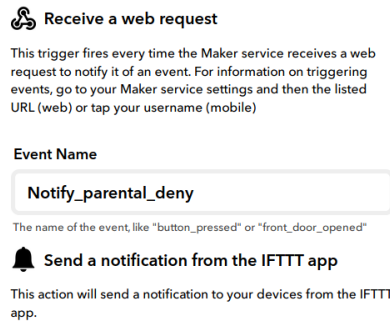 Receive a web request
This trigger fires every time the Maker service receives a web
request to notify it of an event. For information on triggering
events, go to your Maker service settings and then the listed
URL (web) or tap your username (mobile)
Event Name
Notify_parental_deny
The name of the event, like "button_pressed" or "front_door_opened"
Send a notification from the IFTTT app
This action will send a notification to your devices from the IFTTT
app.